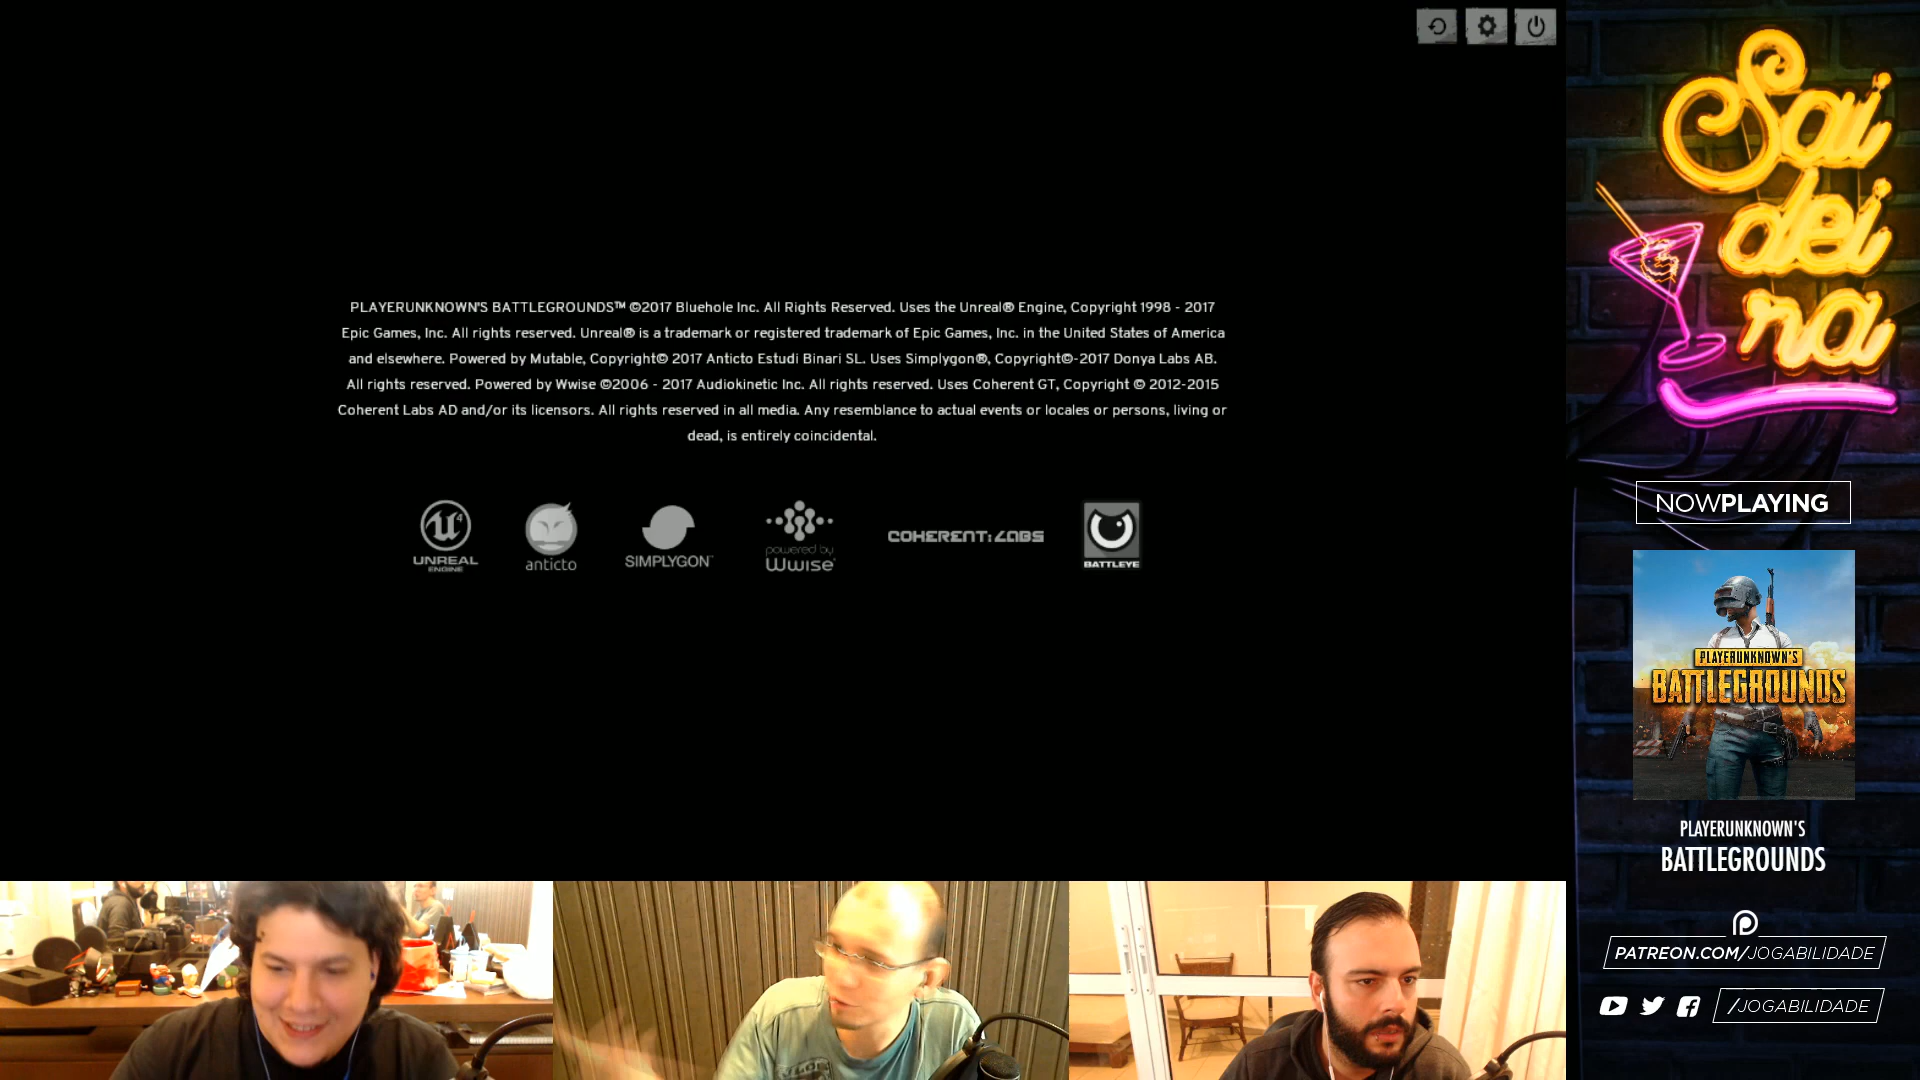 PLAYERUNKNOWN'S BATTLEGROUNDS™ ©2017 Bluehole Inc. All Rights Reserved. Uses the Unreal® Engine, Copyright 1998 - 2017
Epic Games, Inc. All rights reserved. Unreal® is a trademark or registered trademark of Epic Games, Inc. in the United States of America
and elsewhere. Powered by Mutable, Copyright© 2017 Anticto Estudi Binari SL. Uses Simplygon®, Copyright©-2017 Donya Labs AB.
All rights reserved. Powered by Wwise ©2006 - 2017 Audiokinetic Inc. All rights reserved. Uses Coherent GT, Copyright © 2012-2015
Coherent Labs AD and/or its licensors. All rights reserved in all media. Any resemblance to actual events or locales or persons, living or
dead, is entirely coincidental.
U4
UNREAL
ENGINE
anticto
SIMPLYGON™
powered by
Wwise
COHERENT:LABS
BATTLEYE
Sai
dei
ra
NOWPLAYING
PLAYERUNKNOWN'S
BATTLEGROUNDS
PLAYERUNKNOWN'S
BATTLEGROUNDS
PATREON.COM/JOGABILIDADE
/JOGABILIDADE